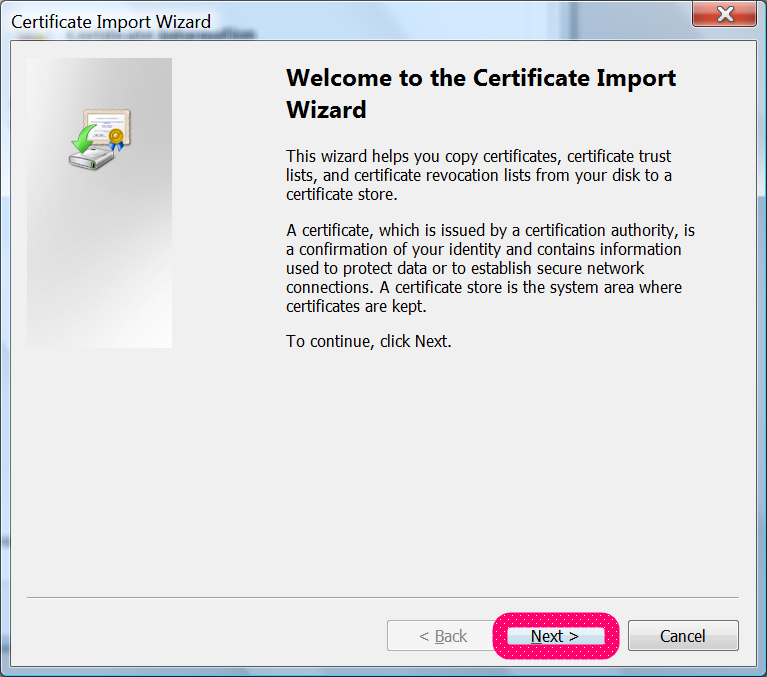 Certificate Import Wizard
Welcome to the Certificate Import
Wizard
This wizard helps you copy certificates, certificate trust
lists, and certificate revocation lists from your disk to a
certificate store.
A certificate, which is issued by a certification authority, is
a confirmation of your identity and contains information
used to protect data or to establish secure network
connections. A certificate store is the system area where
certificates are kept.
To continue, click Next.
< Back
Next >
Cancel